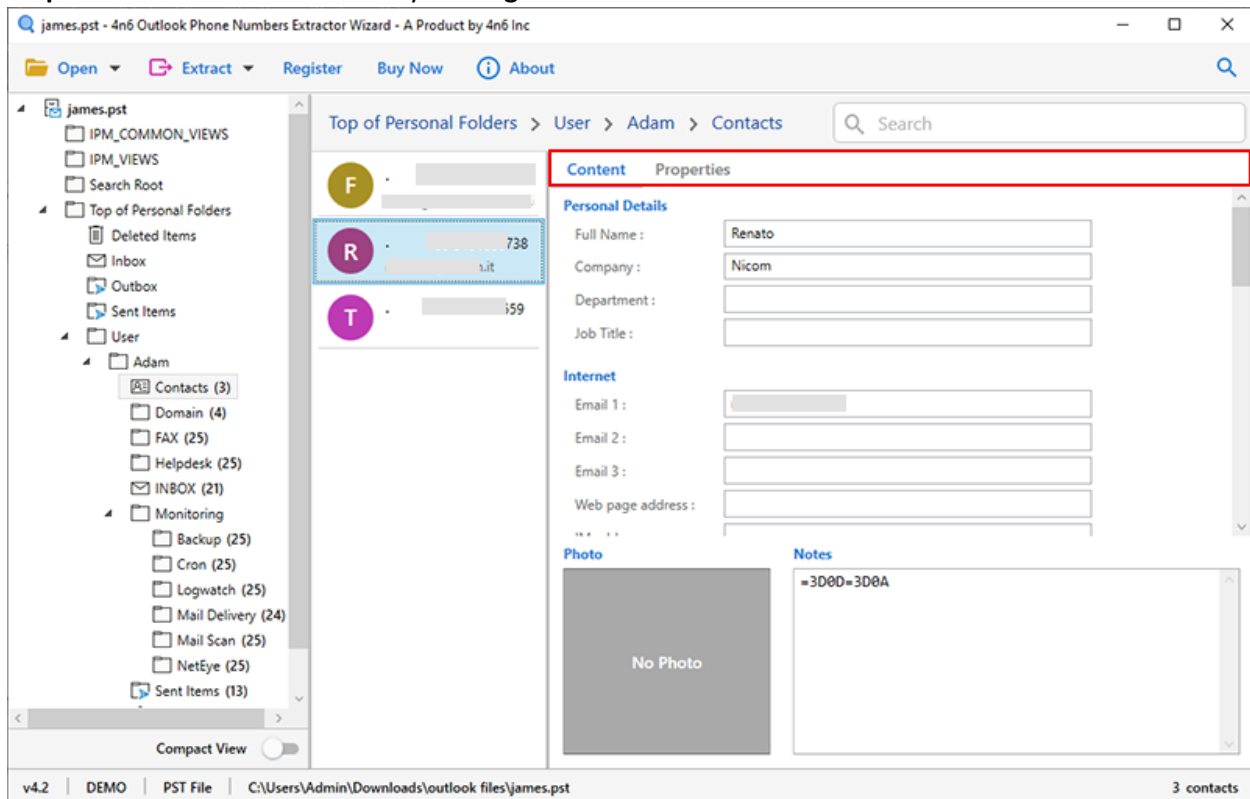 james.pst - 4n6 Outlook Phone Numbers Extractor Wizard - A Product by 4n6 Inc
Open Extract Register Buy Now About
james.pst
IPM_COMMON_VIEWS
IPM_VIEWS
Search Root
Top of Personal Folders
Deleted Items
Inbox
Outbox
Sent Items
User
Adam
Contacts (3)
Domain (4)
FAX (25)
Helpdesk (25)
INBOX (21)
Monitoring
Backup (25)
Cron (25)
Logwatch (25)
Mail Delivery (24)
Mail Scan (25)
NetEye (25)
Sent Items (13)
Compact View
Top of Personal Folders > User > Adam > Contacts
Search
F
R
738
.it
T
559
Content Properties
Personal Details
Full Name : Renato
Company : Nicom
Department :
Job Title :
Internet
Email 1 :
Email 2 :
Email 3 :
Web page address :
Photo
No Photo
Notes
=3D0D=3D0A
v4.2 DEMO PST File C:\Users\Admin\Downloads\outlook files\james.pst 3 contacts